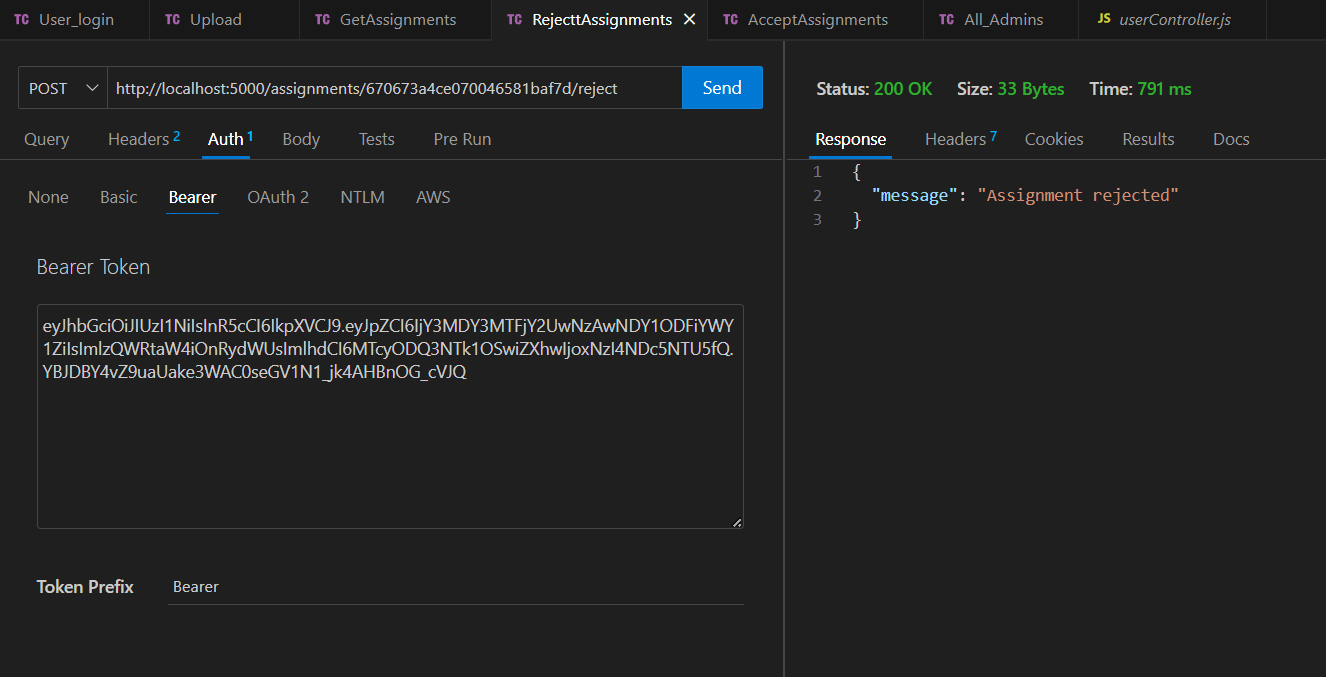 TC User_login TC Upload TC GetAssignments TC RejecttAssignments × TC AcceptAssignments TC All_Admins JS userController.js
POST http://localhost:5000/assignments/670673a4ce070046581baf7d/reject Send
Query Headers 2 Auth 1 Body Tests Pre Run
None Basic Bearer OAuth 2 NTLM AWS
Bearer Token
eyJhbGciOiJIUzI1NiIsInR5cCI6IkpXVCJ9.eyJpZCI6IjY3MDY3MTFjY2UwNzAwNDY1ODFiYWY
1ZiIsImlzQWRtaW4iOnRydWUsImlhdCI6MTcyODQ3NTk1OSwiZXhwIjoxNzI4NDc5NTU5fQ.
YBJDBY4vZ9uaUake3WAC0seGV1N1_jk4AHBnOG_cVJQ
Token Prefix Bearer
Status: 200 OK Size: 33 Bytes Time: 791 ms
Response Headers 7 Cookies Results Docs
1 {
2 "message": "Assignment rejected"
3 }